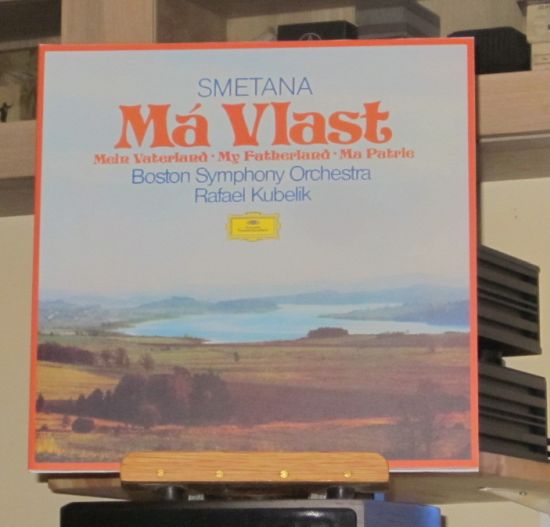 SMETANA
Má Vlast
Mein Vaterland · My Fatherland · Ma Patrie
Boston Symphony Orchestra
Rafael Kubelik